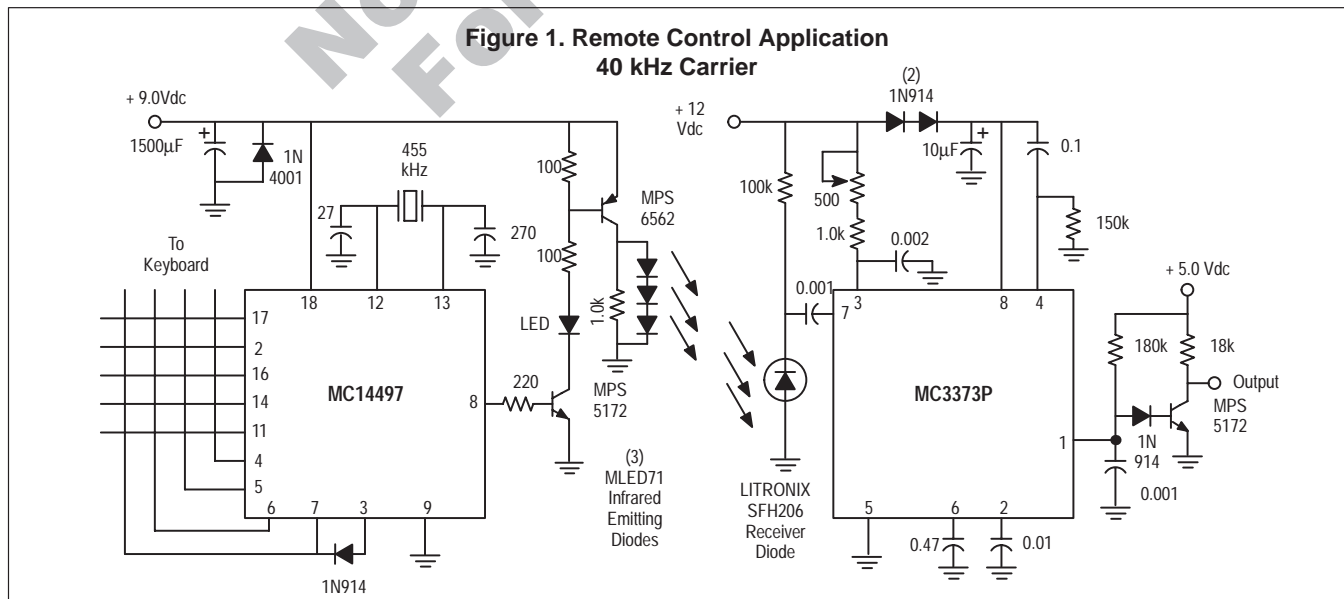 No
For
Figure 1. Remote Control Application
40 kHz Carrier
+ 9.0Vdc
1500μF
+
1N
4001
27
455
kHz
270
To
Keyboard
18
12
13
17
2
16
14
11
4
5
6
7
3
9
8
MC14497
1N914
100
100
LED
220
MPS
6562
1.0k
MPS
5172
(3)
MLED71
Infrared
Emitting
Diodes
+ 12
Vdc
(2)
1N914
100k
500
1.0k
0.002
0.001
10μF
+
0.1
150k
7
3
8
4
1
5
6
2
MC3373P
LITRONIX
SFH206
Receiver
Diode
0.47
0.01
+ 5.0 Vdc
180k
18k
Output
MPS
5172
1N
914
0.001